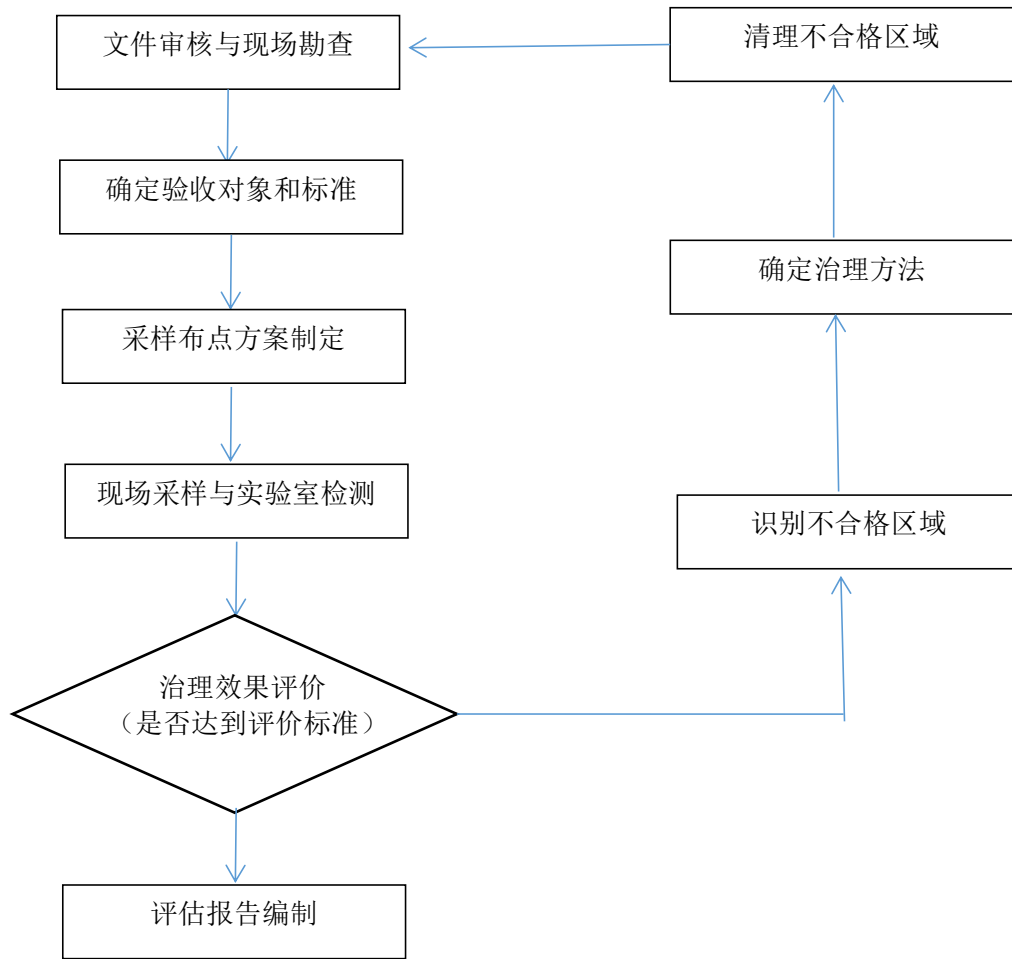 文件审核与现场勘查
清理不合格区域
确定验收对象和标准
确定治理方法
采样布点方案制定
现场采样与实验室检测
识别不合格区域
治理效果评价
（是否达到评价标准）
评估报告编制